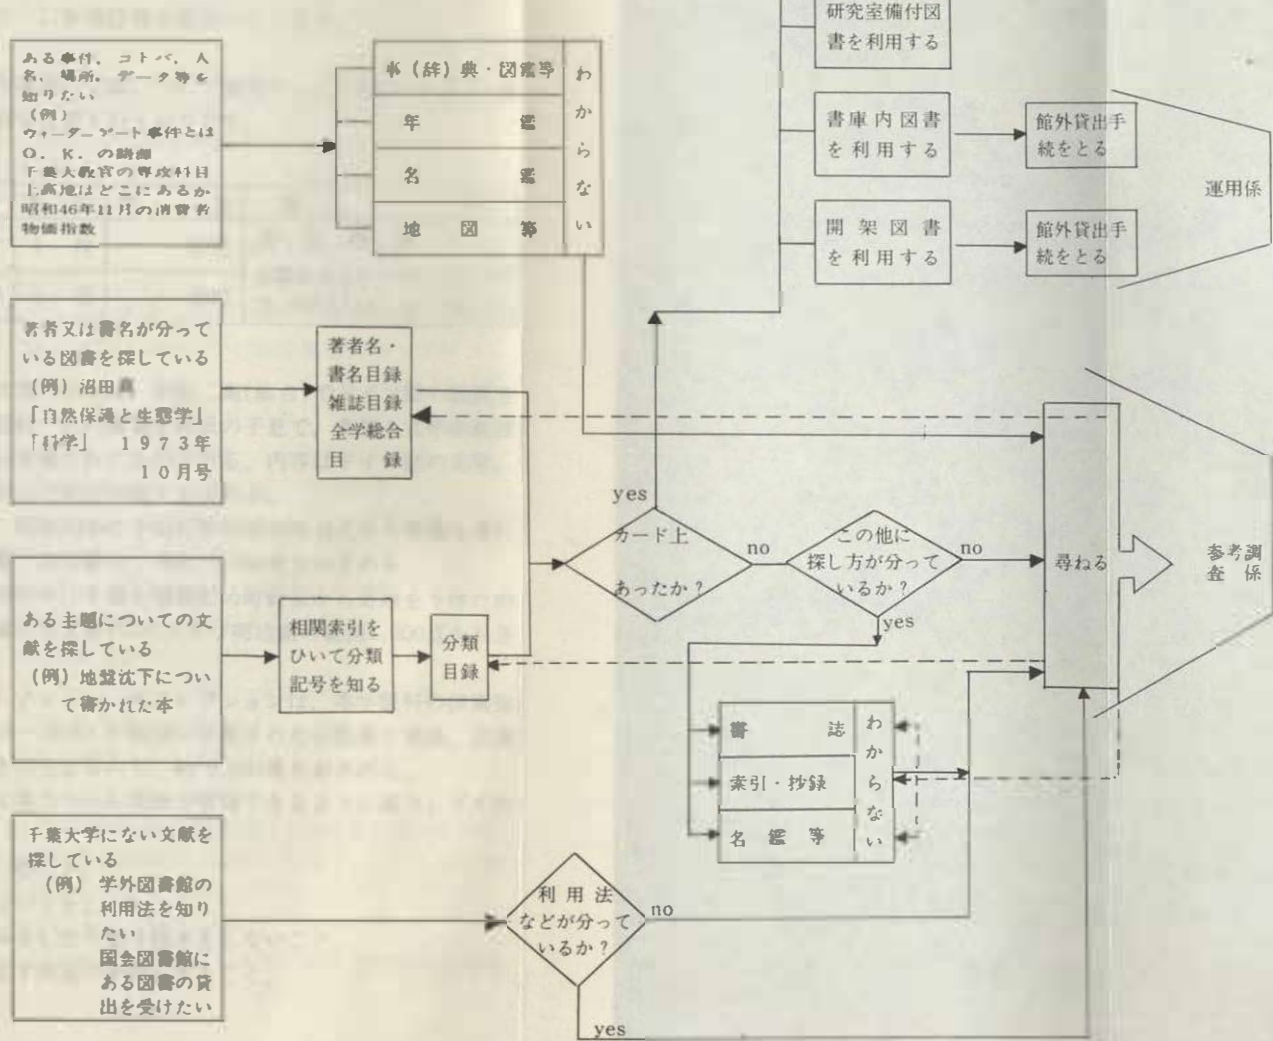 ある事件、コトバ、人
名、場所、データ等を
知りたい
(例)
ウォーターゲート事件とは
O. K. の語源
千葉大教官の専攻科目
上高地はどこにあるか
昭和46年11月の消費者
物価指数
事(辞)典・図鑑等
年鑑
名鑑
地図等
わからない
研究室備付図
書を利用する
書庫内図書
を利用する
館外貸出手
続をとる
開架図書
を利用する
館外貸出手
続をとる
運用係
著者又は書名が分って
いる図書を探している
(例)沼田真
「自然保護と生態学」
「科学」 1973年
10月号
著者名・
書名目録
雑誌目録
全学総合
目録
yes
カード上
あったか?
no
この他に
探し方が分って
いるか?
no
yes
尋ねる
参考調
査係
ある主題についての文
献を探している
(例)地盤沈下につい
て書かれた本
相関索引を
ひいて分類
記号を知る
分類
目録
書誌
索引・抄録
名鑑等
わからない
千葉大学にない文献を
探している
(例) 学外図書館の
利用法を知り
たい
国会図書館に
ある図書の貸
出を受けたい
利用法
などが分って
いるか?
no
yes